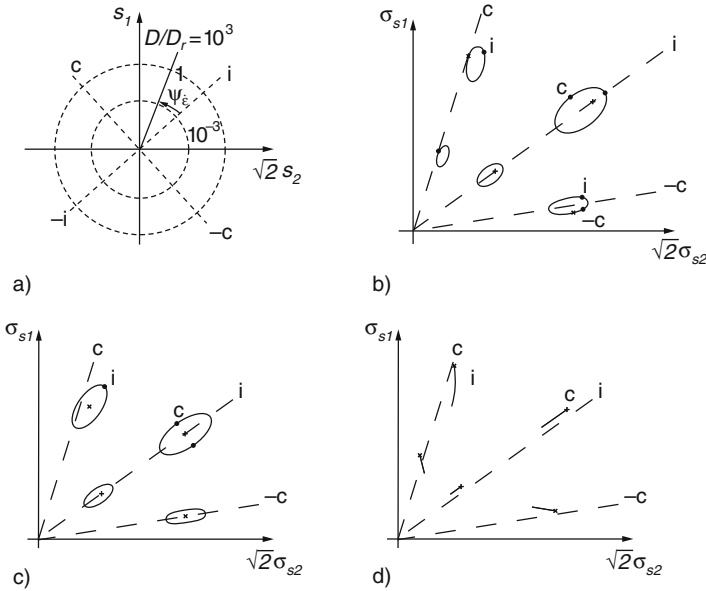 s₁
D/Dᵣ = 10³
c
1
i
ψε̇
10⁻³
√2 s₂
–i
–c
a)
σs1
c
i
i
c
–c
i
–c
√2σs2
b)
σs1
c
i
i
c
–c
√2σs2
c)
σs1
c
i
i
c
–c
√2σs2
d)